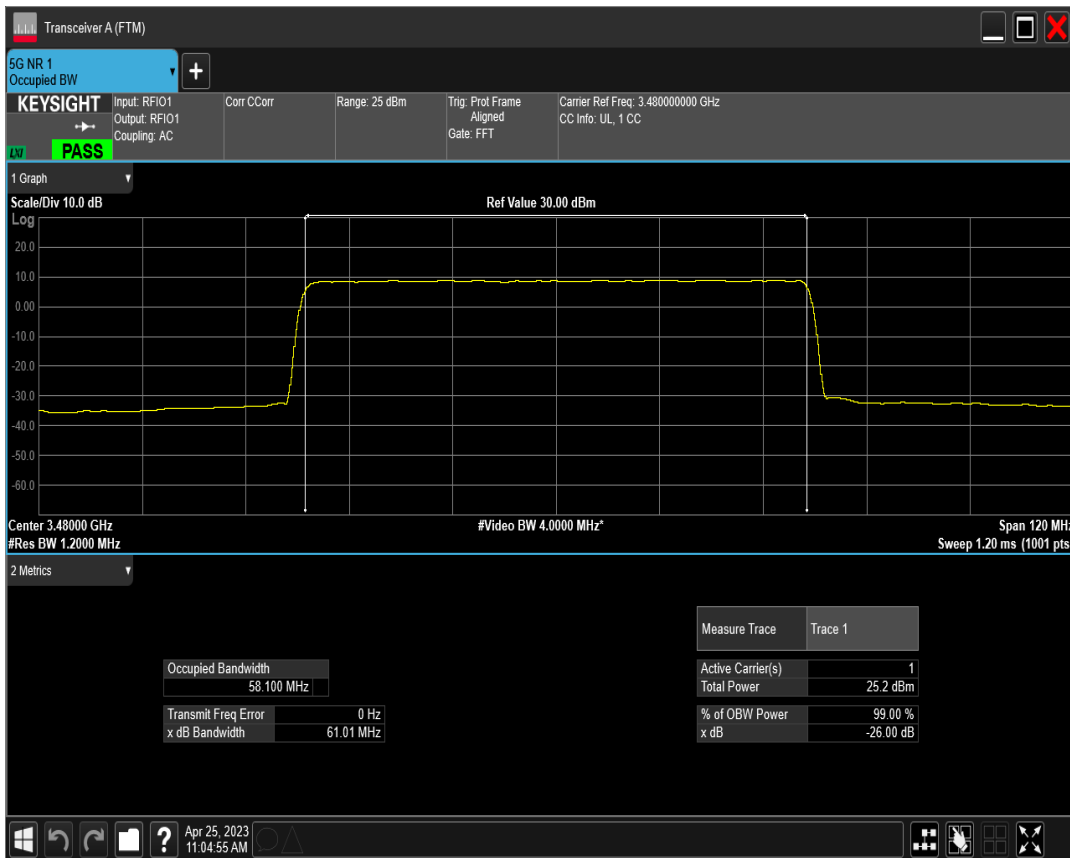 Transceiver A (FTM)
5G NR 1
Occupied BW
+
KEYSIGHT
LXI
PASS
Input: RFIO1
Output: RFIO1
Coupling: AC
Corr CCorr
Range: 25 dBm
Trig: Prot Frame
Aligned
Gate: FFT
Carrier Ref Freq: 3.480000000 GHz
CC Info: UL, 1 CC
1 Graph
Scale/Div 10.0 dB
Ref Value 30.00 dBm
Log
20.0
10.0
0.00
-10.0
-20.0
-30.0
-40.0
-50.0
-60.0
Center 3.48000 GHz
#Video BW 4.0000 MHz*
Span 120 MHz
#Res BW 1.2000 MHz
Sweep 1.20 ms (1001 pts
2 Metrics
Measure Trace Trace 1
Occupied Bandwidth
58.100 MHz
Active Carrier(s) 1
Total Power 25.2 dBm
Transmit Freq Error 0 Hz
x dB Bandwidth 61.01 MHz
% of OBW Power 99.00 %
x dB -26.00 dB
?
Apr 25, 2023
11:04:55 AM